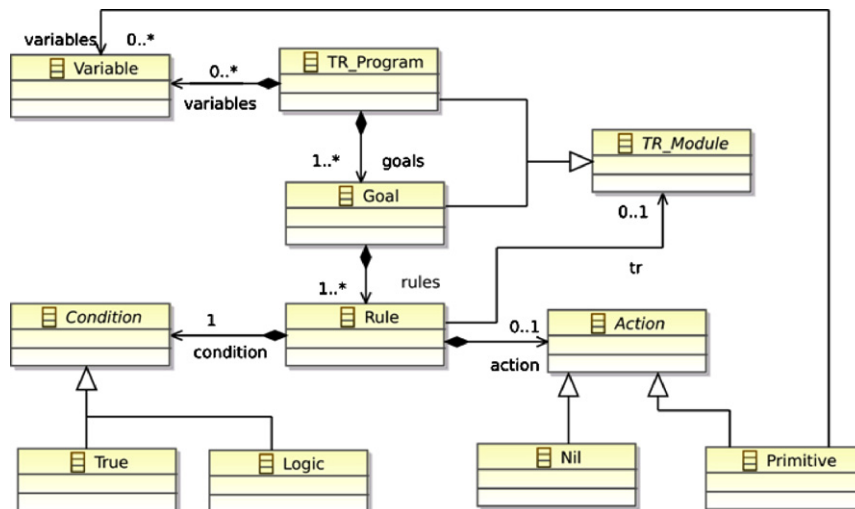 variables 0..*
Variable
0..*
variables
TR_Program
1..* goals
TR_Module
Goal
0..1
tr
1..* rules
Condition
1
condition
Rule
0..1
action
Action
True
Logic
Nil
Primitive